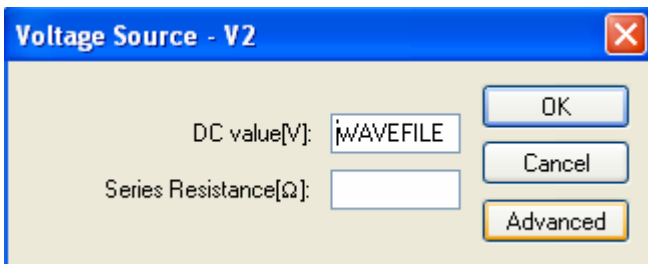 Voltage Source - V2
DC value[V]: WAVEFILE
OK
Cancel
Series Resistance[Ω]:
Advanced